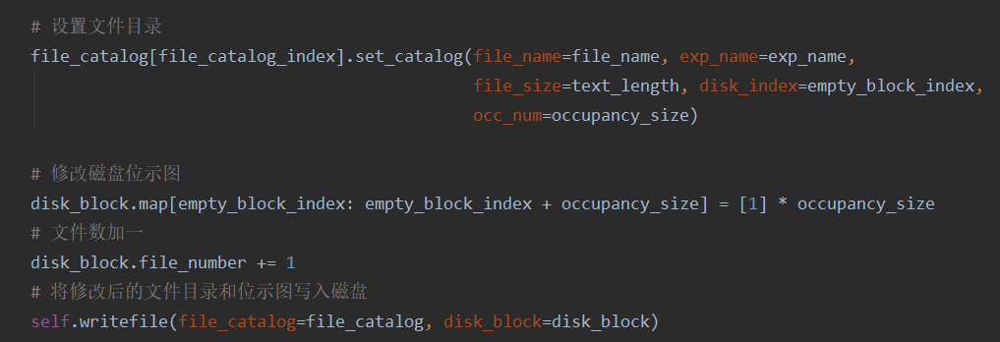 # 设置文件目录
file_catalog[file_catalog_index].set_catalog(file_name=file_name, exp_name=exp_name,
file_size=text_length, disk_index=empty_block_index,
occ_num=occupancy_size)
# 修改磁盘位示图
disk_block.map[empty_block_index: empty_block_index + occupancy_size] = [1] * occupancy_size
# 文件数加一
disk_block.file_number += 1
# 将修改后的文件目录和位示图写入磁盘
self.writefile(file_catalog=file_catalog, disk_block=disk_block)